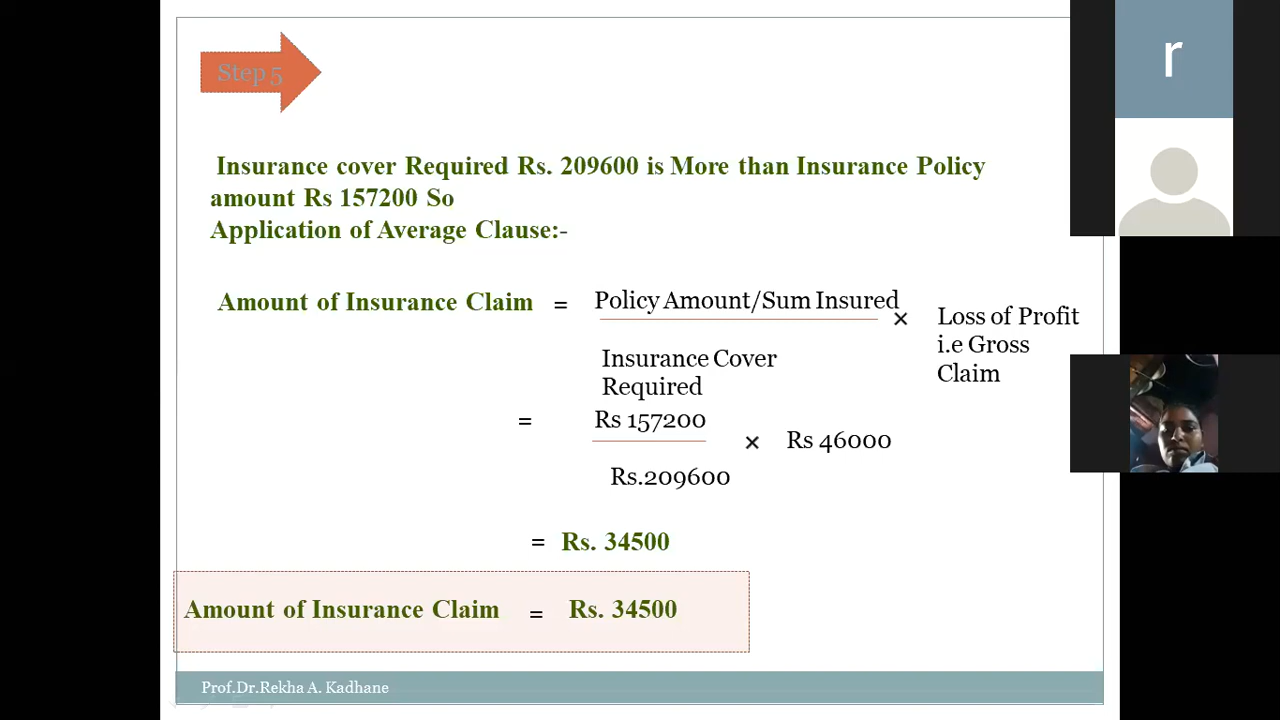 Step 5
r
Insurance cover Required Rs. 209600 is More than Insurance Policy
amount Rs 157200 So
Application of Average Clause:-
Amount of Insurance Claim = Policy Amount/Sum Insured × Loss of Profit
i.e Gross
Claim
Insurance Cover
Required
= Rs 157200 × Rs 46000
Rs.209600
= Rs. 34500
Amount of Insurance Claim = Rs. 34500
Prof.Dr.Rekha A. Kadhane